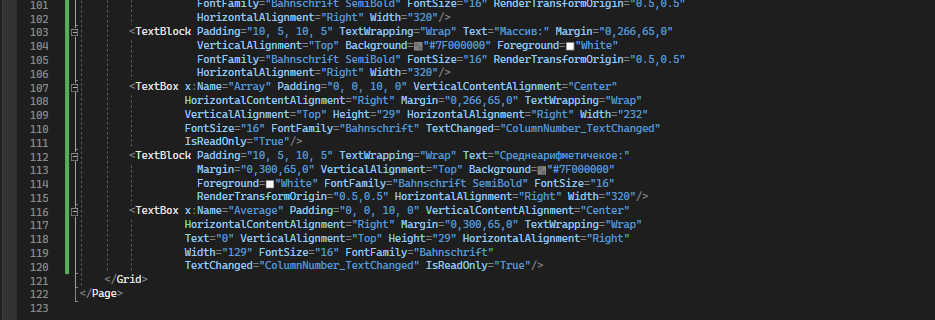 101 FontFamily="Bahnschrift SemiBold" FontSize="16" RenderTransformOrigin="0.5,0.5"
102 HorizontalAlignment="Right" Width="320"/>
103 <TextBlock Padding="10, 5, 10, 5" TextWrapping="Wrap" Text="Массив:" Margin="0,266,65,0"
104 VerticalAlignment="Top" Background="#7F000000" Foreground="White"
105 FontFamily="Bahnschrift SemiBold" FontSize="16" RenderTransformOrigin="0.5,0.5"
106 HorizontalAlignment="Right" Width="320"/>
107 <TextBox x:Name="Array" Padding="0, 0, 10, 0" VerticalContentAlignment="Center"
108 HorizontalContentAlignment="Right" Margin="0,266,65,0" TextWrapping="Wrap"
109 VerticalAlignment="Top" Height="29" HorizontalAlignment="Right" Width="232"
110 FontSize="16" FontFamily="Bahnschrift" TextChanged="ColumnNumber_TextChanged"
111 IsReadOnly="True"/>
112 <TextBlock Padding="10, 5, 10, 5" TextWrapping="Wrap" Text="Среднеарифметичекое:"
113 Margin="0,300,65,0" VerticalAlignment="Top" Background="#7F000000"
114 Foreground="White" FontFamily="Bahnschrift SemiBold" FontSize="16"
115 RenderTransformOrigin="0.5,0.5" HorizontalAlignment="Right" Width="320"/>
116 <TextBox x:Name="Average" Padding="0, 0, 10, 0" VerticalContentAlignment="Center"
117 HorizontalContentAlignment="Right" Margin="0,300,65,0" TextWrapping="Wrap"
118 Text="0" VerticalAlignment="Top" Height="29" HorizontalAlignment="Right"
119 Width="129" FontSize="16" FontFamily="Bahnschrift"
120 TextChanged="ColumnNumber_TextChanged" IsReadOnly="True"/>
121 </Grid>
122 </Page>
123